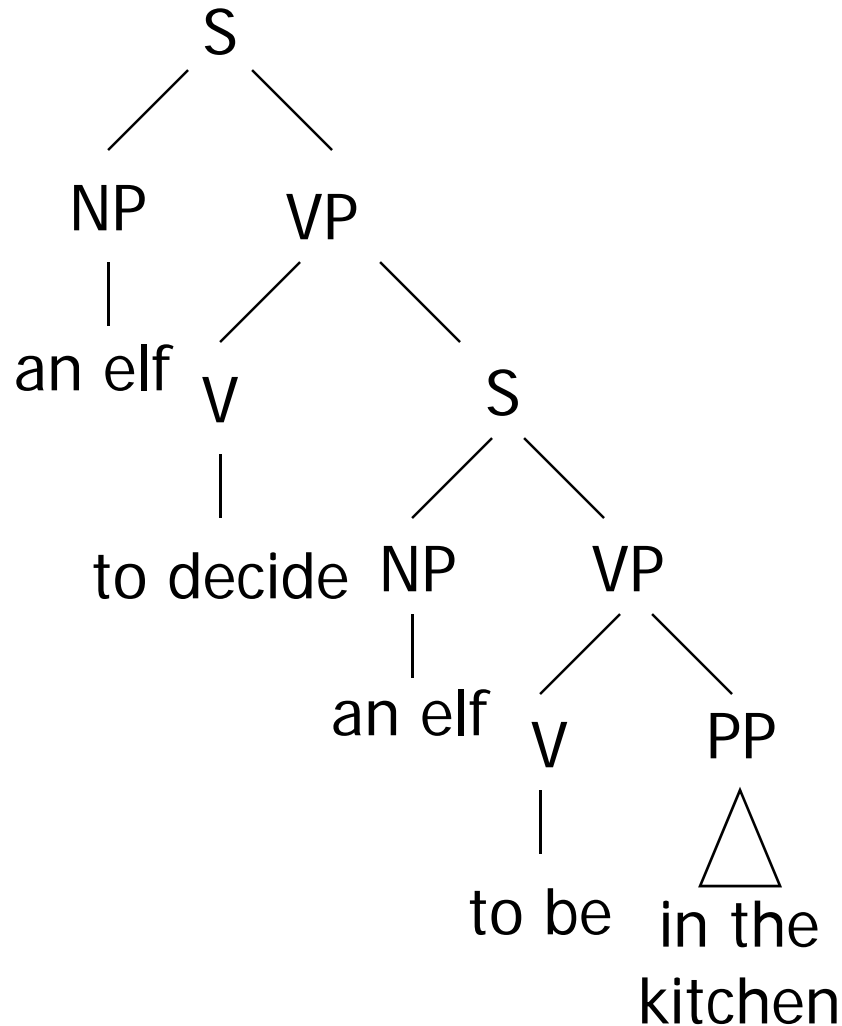 S
NP VP
an elf V
S
to decide NP VP
an elf V PP
to be in the
kitchen